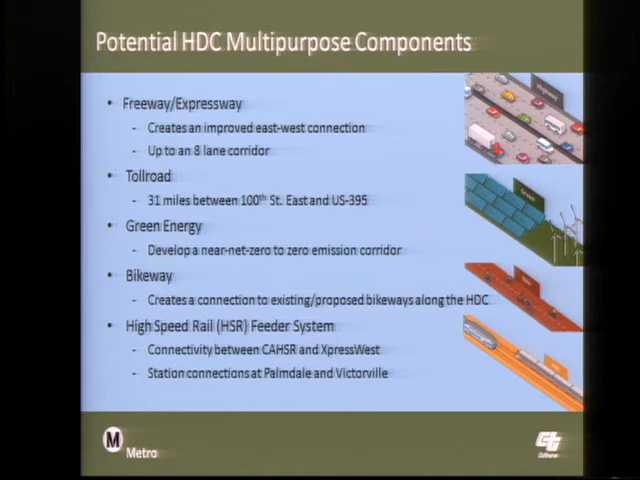 Potential HDC Multipurpose Components
• Freeway/Expressway
- Creates an improved east-west connection
- Up to an 8 lane corridor
• Tollroad
- 31 miles between 100th St. East and US-395
• Green Energy
- Develop a near-net-zero to zero emission corridor
• Bikeway
- Creates a connection to existing/proposed bikeways along the HDC
• High Speed Rail (HSR) Feeder System
- Connectivity between CAHSR and XpressWest
- Station connections at Palmdale and Victorville
Highway
Green
M
Metro
ct
Caltrans